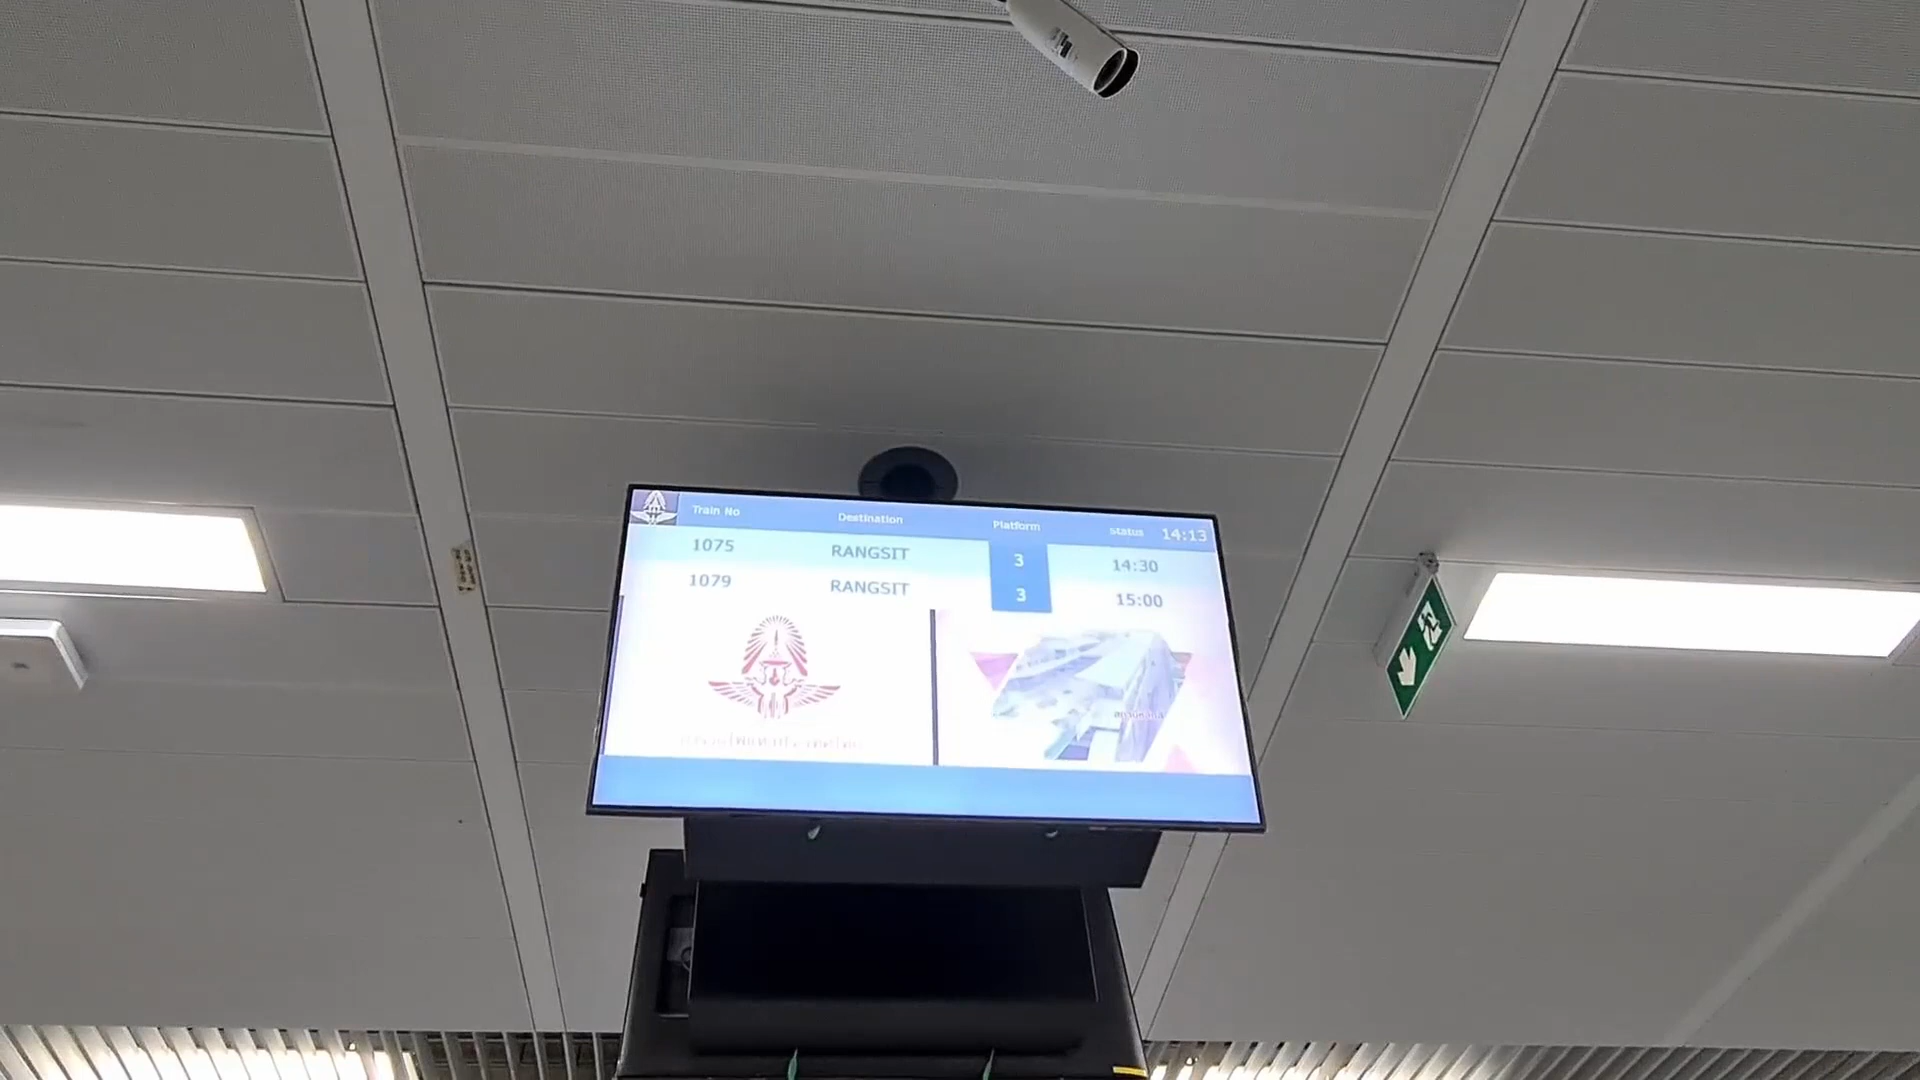 Train No Destination Platform Status 14:13
1075 RANGSIT 3 14:30
1079 RANGSIT 3 15:00